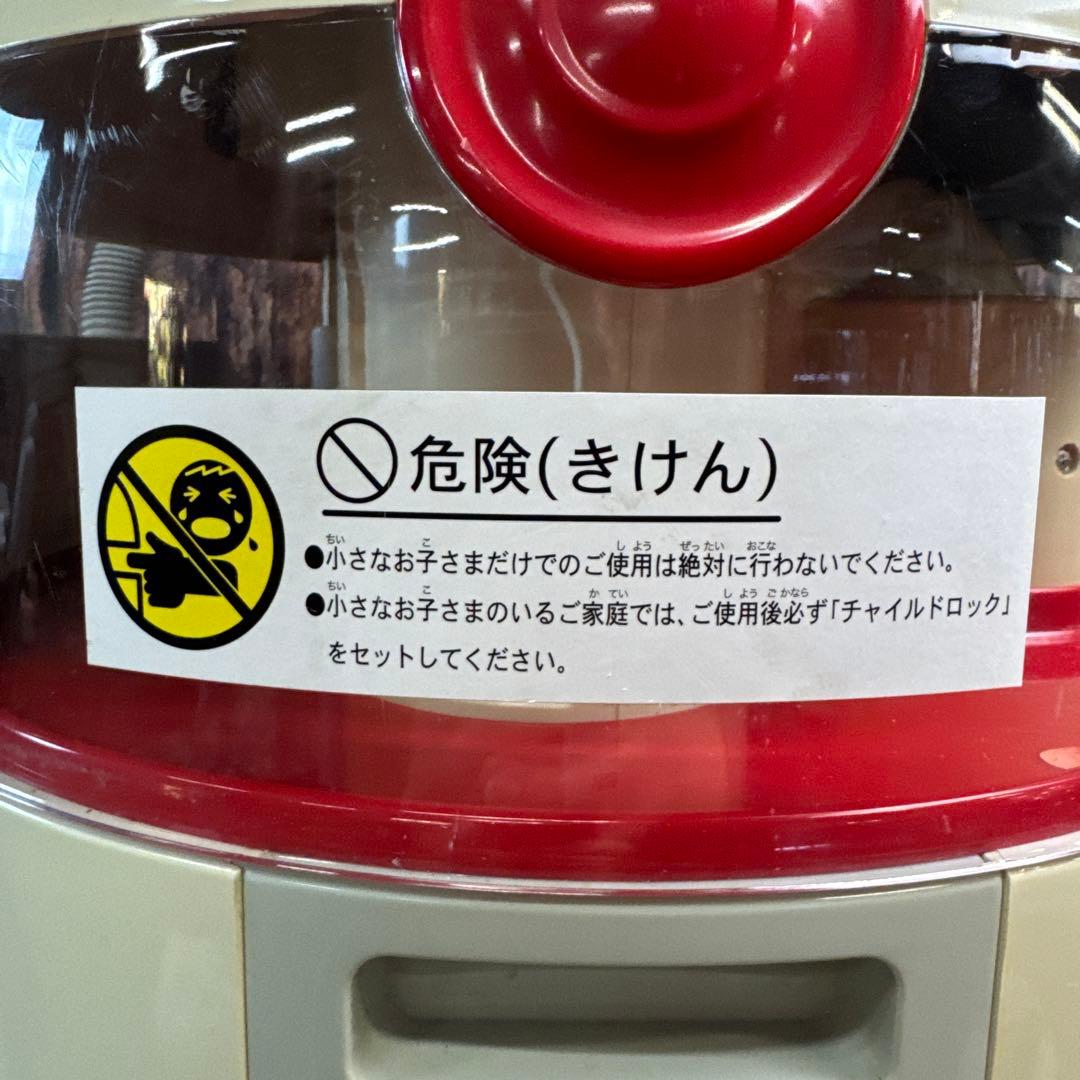 危険(きけん)
●小さなお子さまだけでのご使用は絶対に行わないでください。
●小さなお子さまのいるご家庭では、ご使用後必ず「チャイルドロック」
をセットしてください。